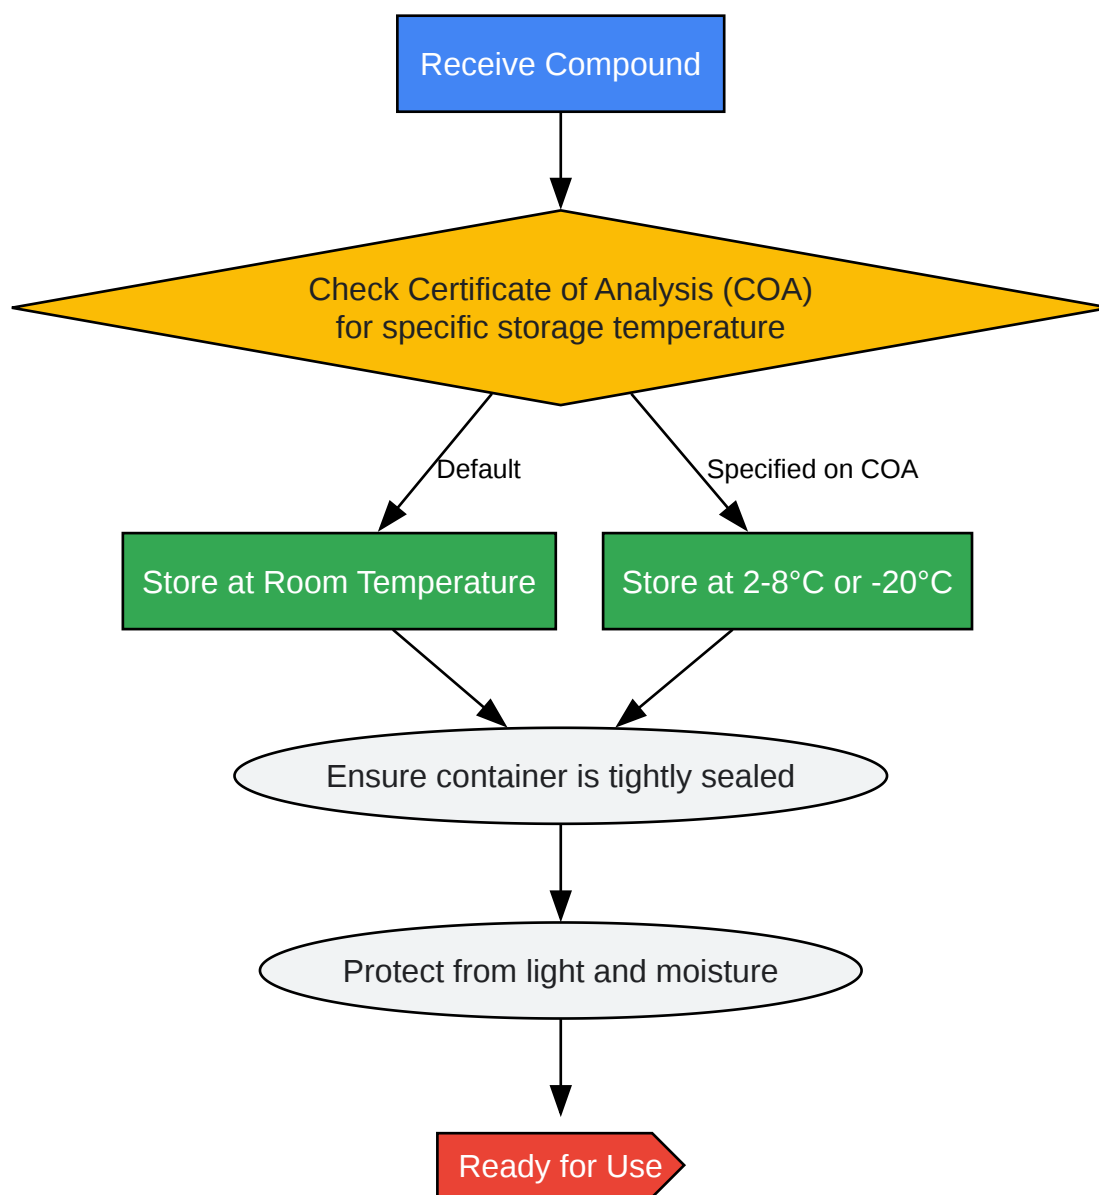 Receive Compound
Check Certificate of Analysis (COA)
for specific storage temperature
Default
Specified on COA
Store at Room Temperature
Store at 2-8°C or -20°C
Ensure container is tightly sealed
Protect from light and moisture
Ready for Use